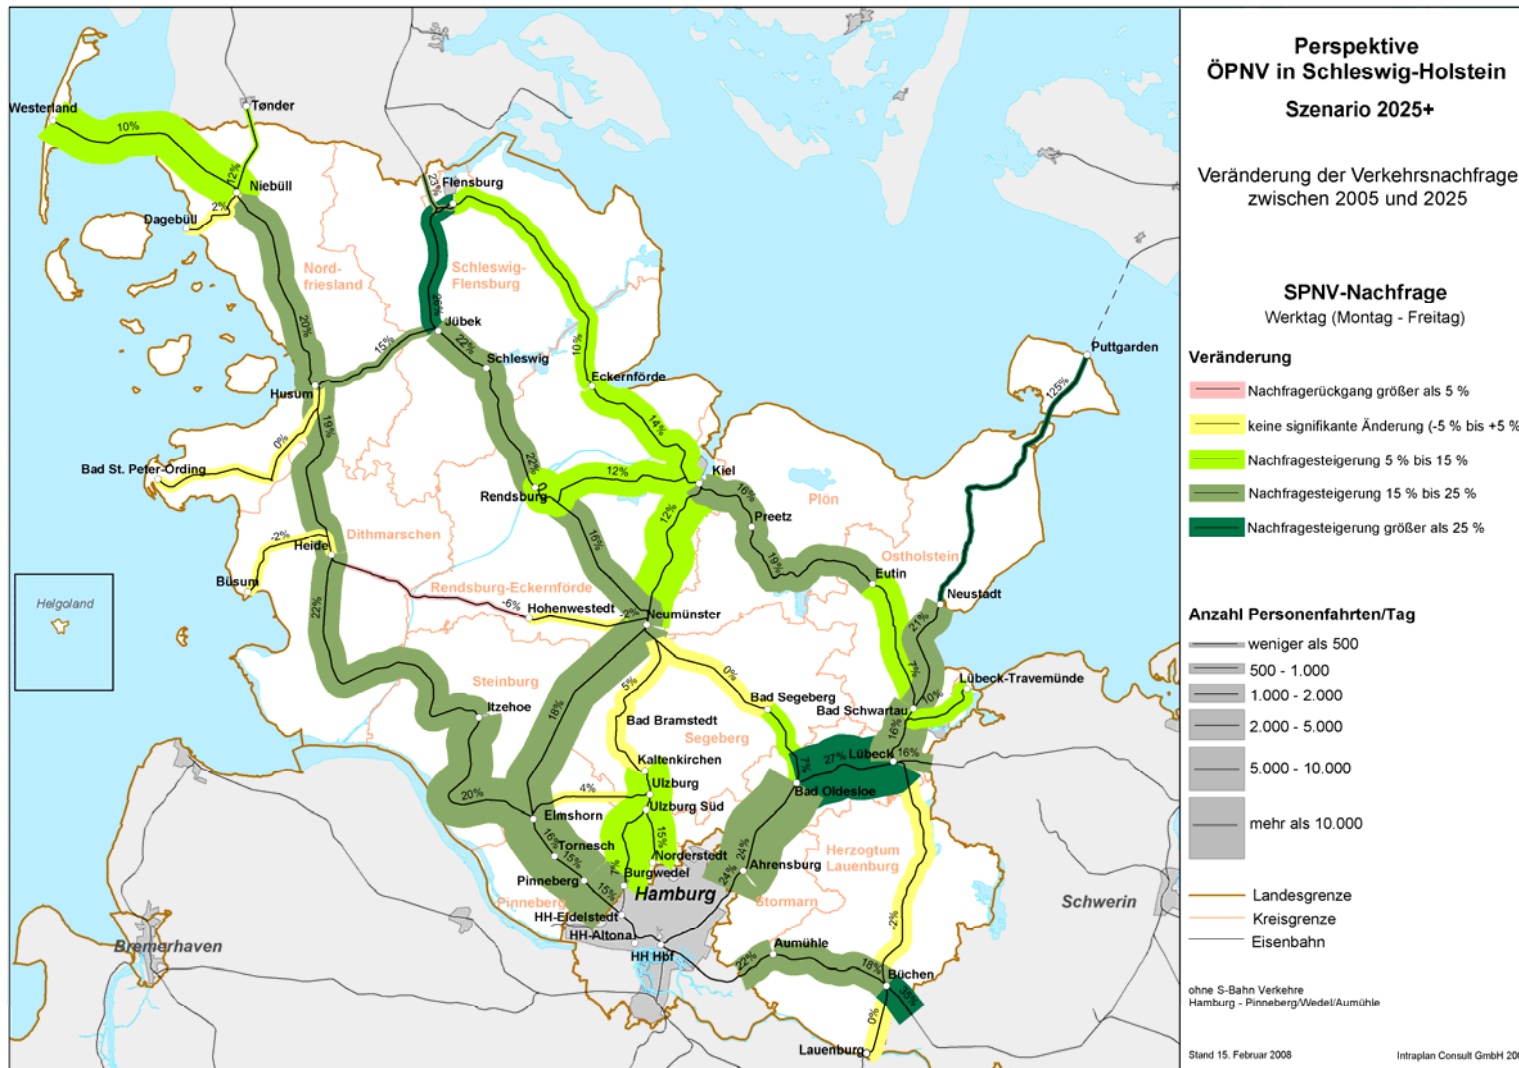 Perspektive
ÖPNV in Schleswig-Holstein
Szenario 2025+
Veränderung der Verkehrsnachfrage
zwischen 2005 und 2025
SPNV-Nachfrage
Werktag (Montag - Freitag)
Veränderung
Nachfragerückgang größer als 5 %
keine signifikante Änderung (-5 % bis +5 %
Nachfragesteigerung 5 % bis 15 %
Nachfragesteigerung 15 % bis 25 %
Nachfragesteigerung größer als 25 %
Anzahl Personenfahrten/Tag
weniger als 500
500 - 1.000
1.000 - 2.000
2.000 - 5.000
5.000 - 10.000
mehr als 10.000
Landesgrenze
Kreisgrenze
Eisenbahn
ohne S-Bahn Verkehre
Hamburg - Pinneberg/Wedel/Aumühle
Stand 15. Februar 2008
Intraplan Consult GmbH 200
Westerland
Tønder
10%
12%
Niebüll
2%
Dagebüll
23%
Flensburg
Nord-
friesland
Schleswig-
Flensburg
26%
20%
Jübek
15%
22%
Schleswig
10%
Eckernförde
Puttgarden
125%
Husum
19%
0%
14%
Bad St. Peter-Ording
22%
12%
Kiel
Rendsburg
16%
Plön
12%
Preetz
16%
-2%
Heide
Dithmarschen
19%
Ostholstein
Büsum
Rendsburg-Eckernförde
Eutin
Neustadt
Helgoland
22%
-6%
Hohenwestedt
-2%
Neumünster
21%
7%
Steinburg
5%
0%
Lübeck-Travemünde
10%
Itzehoe
18%
Bad Segeberg
Bad Schwartau
Bad Bramstedt
Segeberg
16%
Kaltenkirchen
7%
27%
Lübeck
16%
Ulzburg
4%
20%
Bad Oldesloe
Elmshorn
Ulzburg Süd
16%
15%
Tornesch
15%
Norderstedt
24%
Herzogtum
Lauenburg
7%
Burgwedel
Ahrensburg
Pinneberg
15%
24%
Hamburg
Pinneberg
Stormarn
Schwerin
HH-Eidelstedt
-2%
HH-Altona
Bremerhaven
HH Hbf
Aumühle
22%
18%
Büchen
35%
0%
Lauenburg